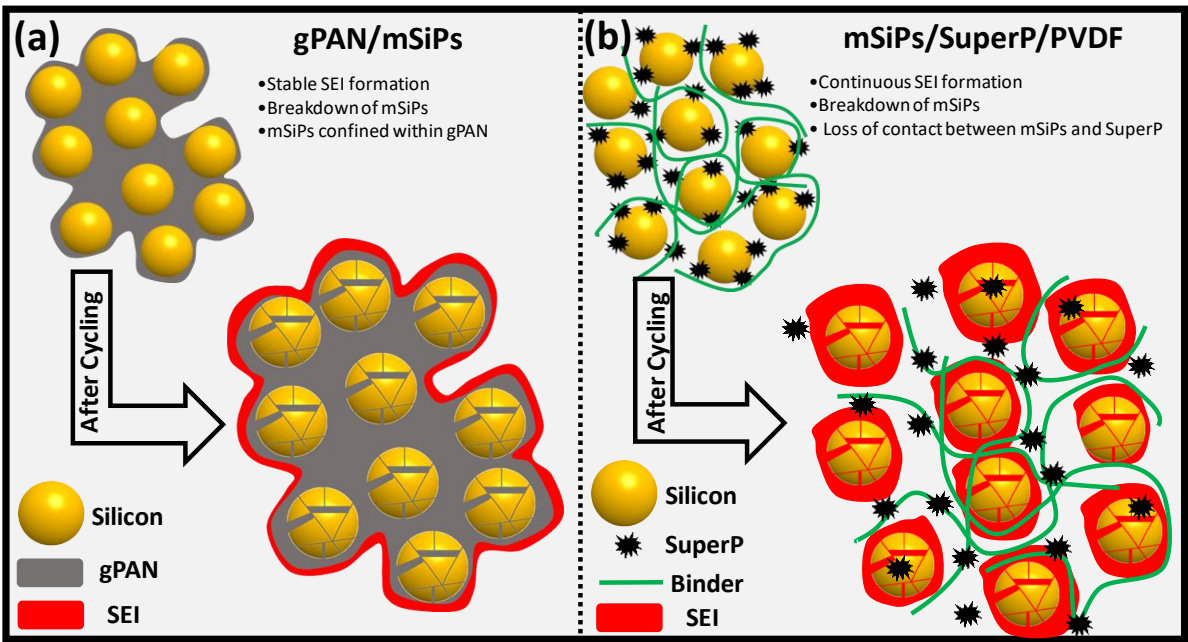 (a)
gPAN/mSiPs
•Stable SEI formation
•Breakdown of mSiPs
•mSiPs confined within gPAN
After Cycling
Silicon
gPAN
SEI
(b)
mSiPs/SuperP/PVDF
•Continuous SEI formation
•Breakdown of mSiPs
• Loss of contact between mSiPs and SuperP
After Cycling
Silicon
SuperP
Binder
SEI